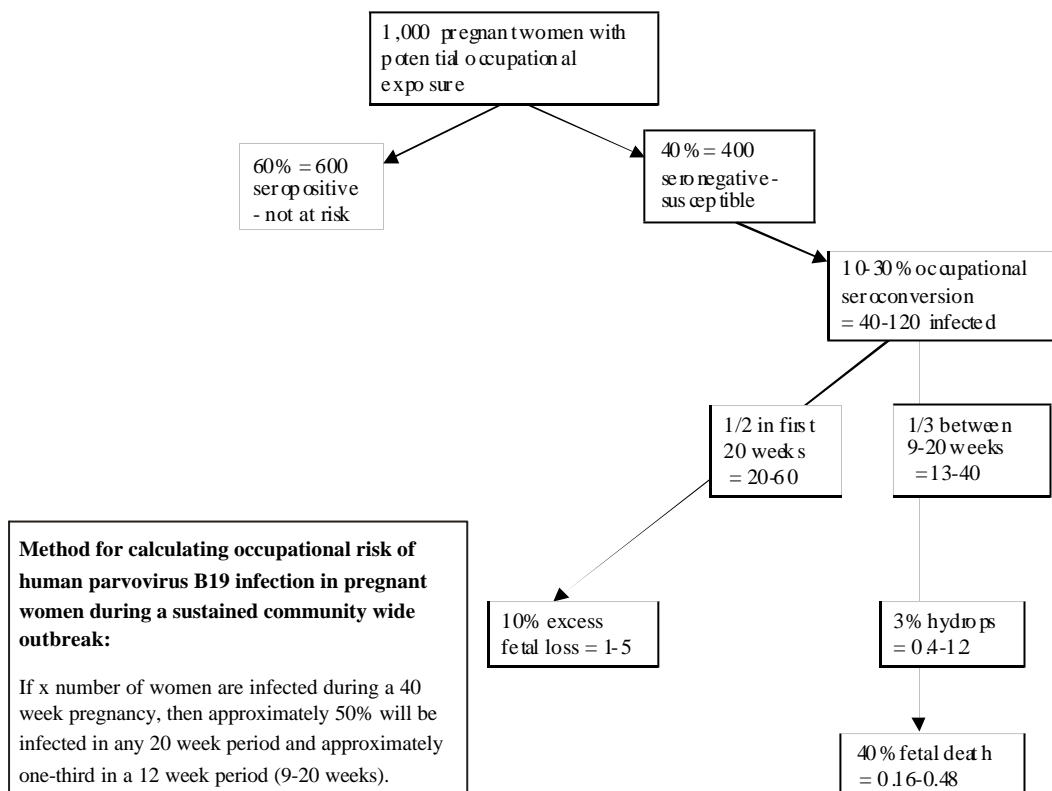 1,000 pregnant women with
potential occupational
exposure
60% = 600
seropositive
- not at risk
40% = 400
seronegative -
susceptible
10-30% occupational
seroconversion
= 40-120 infected
1/2 in first
20 weeks
= 20-60
1/3 between
9-20 weeks
=13-40
Method for calculating occupational risk of
human parvovirus B19 infection in pregnant
women during a sustained community wide
outbreak:
If x number of women are infected during a 40
week pregnancy, then approximately 50% will be
infected in any 20 week period and approximately
one-third in a 12 week period (9-20 weeks).
10% excess
fetal loss = 1-5
3% hydrops
= 0.4-1.2
40% fetal death
= 0.16-0.48